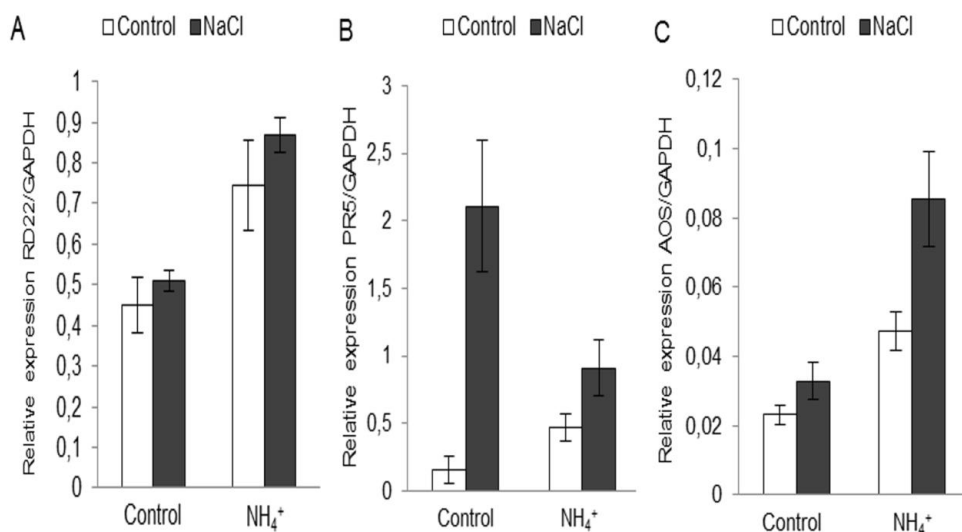 A
□Control ■NaCl
Relative expression RD22/GAPDH
1
0,9
0,8
0,7
0,6
0,5
0,4
0,3
0,2
0,1
0
Control NH₄⁺
B
□Control ■NaCl
Relative expression PR5/GAPDH
3
2,5
2
1,5
1
0,5
0
Control NH₄⁺
C
□Control ■NaCl
Relative expression AOS/GAPDH
0,12
0,1
0,08
0,06
0,04
0,02
0
Control NH₄⁺